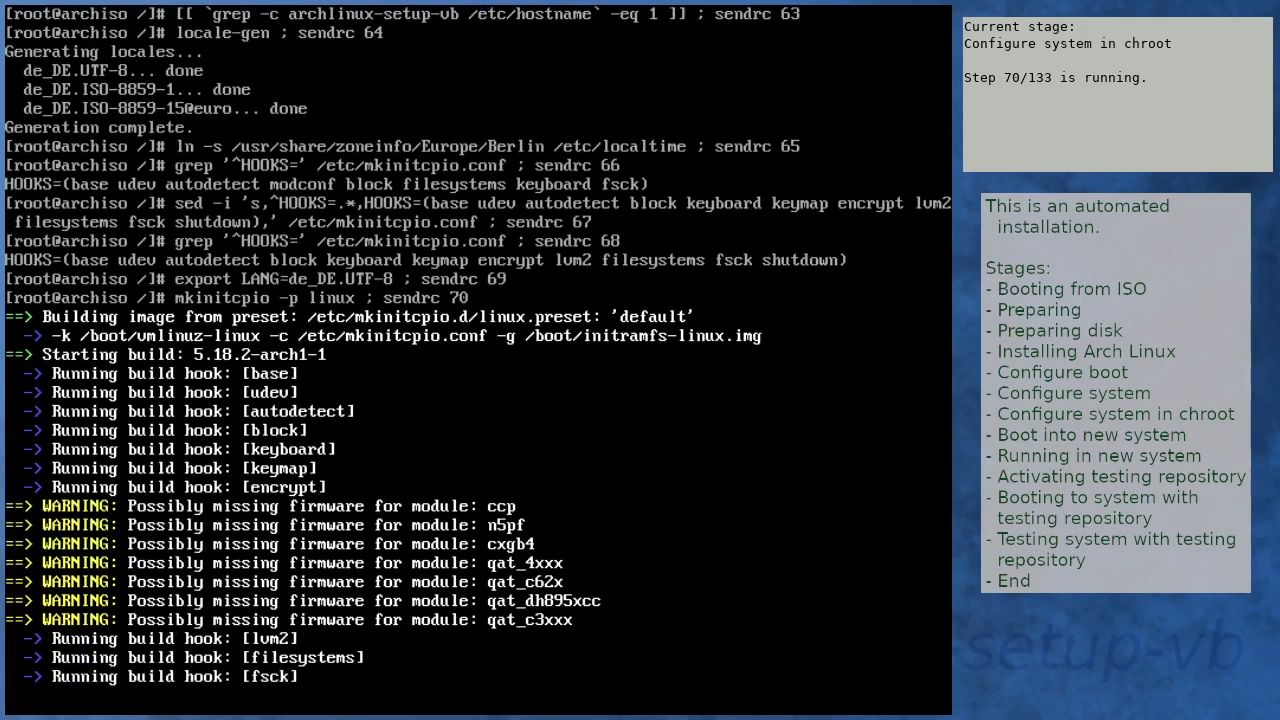 [root@archiso /]# [[ `grep -c archlinux-setup-vb /etc/hostname` -eq 1 ]] ; sendrc 63
[root@archiso /]# locale-gen ; sendrc 64
Generating locales...
  de_DE.UTF-8... done
  de_DE.ISO-8859-1... done
  de_DE.ISO-8859-15@euro... done
Generation complete.
[root@archiso /]# ln -s /usr/share/zoneinfo/Europe/Berlin /etc/localtime ; sendrc 65
[root@archiso /]# grep '^HOOKS=' /etc/mkinitcpio.conf ; sendrc 66
HOOKS=(base udev autodetect modconf block filesystems keyboard fsck)
[root@archiso /]# sed -i 's,^HOOKS=.*,HOOKS=(base udev autodetect block keyboard keymap encrypt lvm2
 filesystems fsck shutdown),' /etc/mkinitcpio.conf ; sendrc 67
[root@archiso /]# grep '^HOOKS=' /etc/mkinitcpio.conf ; sendrc 68
HOOKS=(base udev autodetect block keyboard keymap encrypt lvm2 filesystems fsck shutdown)
[root@archiso /]# export LANG=de_DE.UTF-8 ; sendrc 69
[root@archiso /]# mkinitcpio -p linux ; sendrc 70
==> Building image from preset: /etc/mkinitcpio.d/linux.preset: 'default'
  -> -k /boot/vmlinuz-linux -c /etc/mkinitcpio.conf -g /boot/initramfs-linux.img
==> Starting build: 5.18.2-arch1-1
  -> Running build hook: [base]
  -> Running build hook: [udev]
  -> Running build hook: [autodetect]
  -> Running build hook: [block]
  -> Running build hook: [keyboard]
  -> Running build hook: [keymap]
  -> Running build hook: [encrypt]
==> WARNING: Possibly missing firmware for module: ccp
==> WARNING: Possibly missing firmware for module: n5pf
==> WARNING: Possibly missing firmware for module: cxgb4
==> WARNING: Possibly missing firmware for module: qat_4xxx
==> WARNING: Possibly missing firmware for module: qat_c62x
==> WARNING: Possibly missing firmware for module: qat_dh895xcc
==> WARNING: Possibly missing firmware for module: qat_c3xxx
  -> Running build hook: [lvm2]
  -> Running build hook: [filesystems]
  -> Running build hook: [fsck]
Current stage:
Configure system in chroot
Step 70/133 is running.
This is an automated
installation.
Stages:
- Booting from ISO
- Preparing
- Preparing disk
- Installing Arch Linux
- Configure boot
- Configure system
- Configure system in chroot
- Boot into new system
- Running in new system
- Activating testing repository
- Booting to system with
testing repository
- Testing system with testing
repository
- End
setup-vb